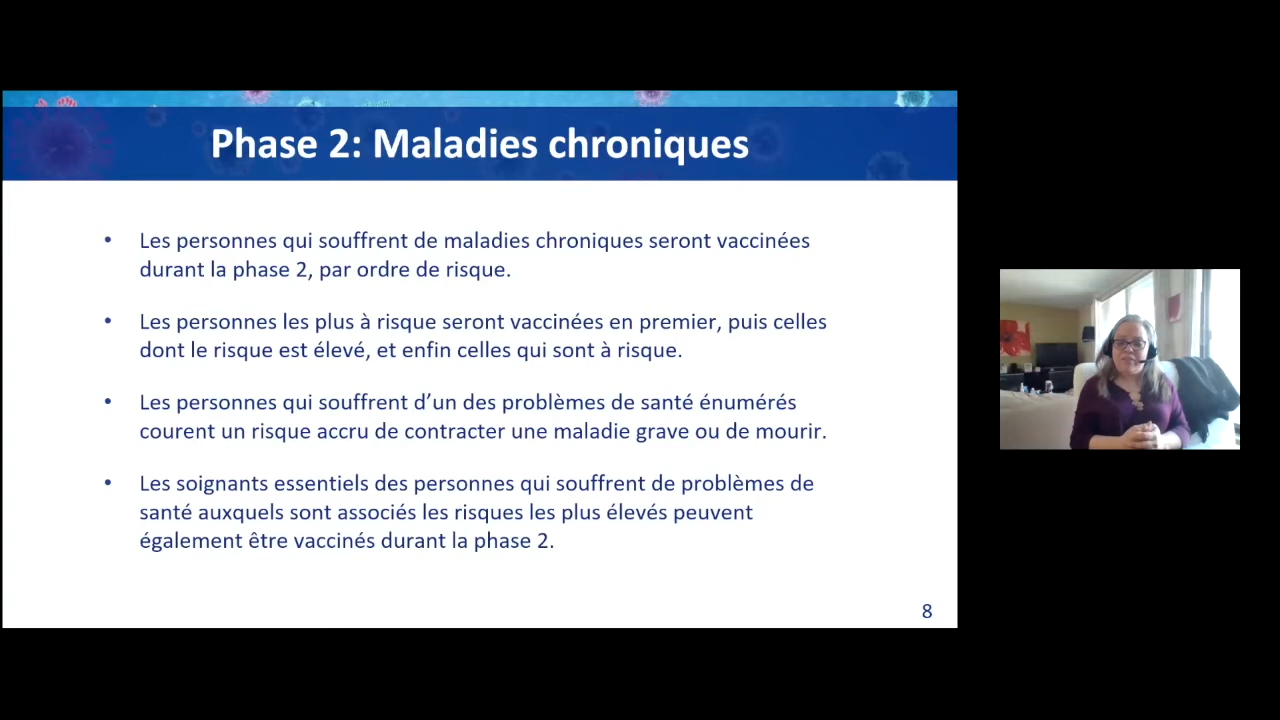 Phase 2: Maladies chroniques
• Les personnes qui souffrent de maladies chroniques seront vaccinées
durant la phase 2, par ordre de risque.
• Les personnes les plus à risque seront vaccinées en premier, puis celles
dont le risque est élevé, et enfin celles qui sont à risque.
• Les personnes qui souffrent d’un des problèmes de santé énumérés
courent un risque accru de contracter une maladie grave ou de mourir.
• Les soignants essentiels des personnes qui souffrent de problèmes de
santé auxquels sont associés les risques les plus élevés peuvent
également être vaccinés durant la phase 2.
8